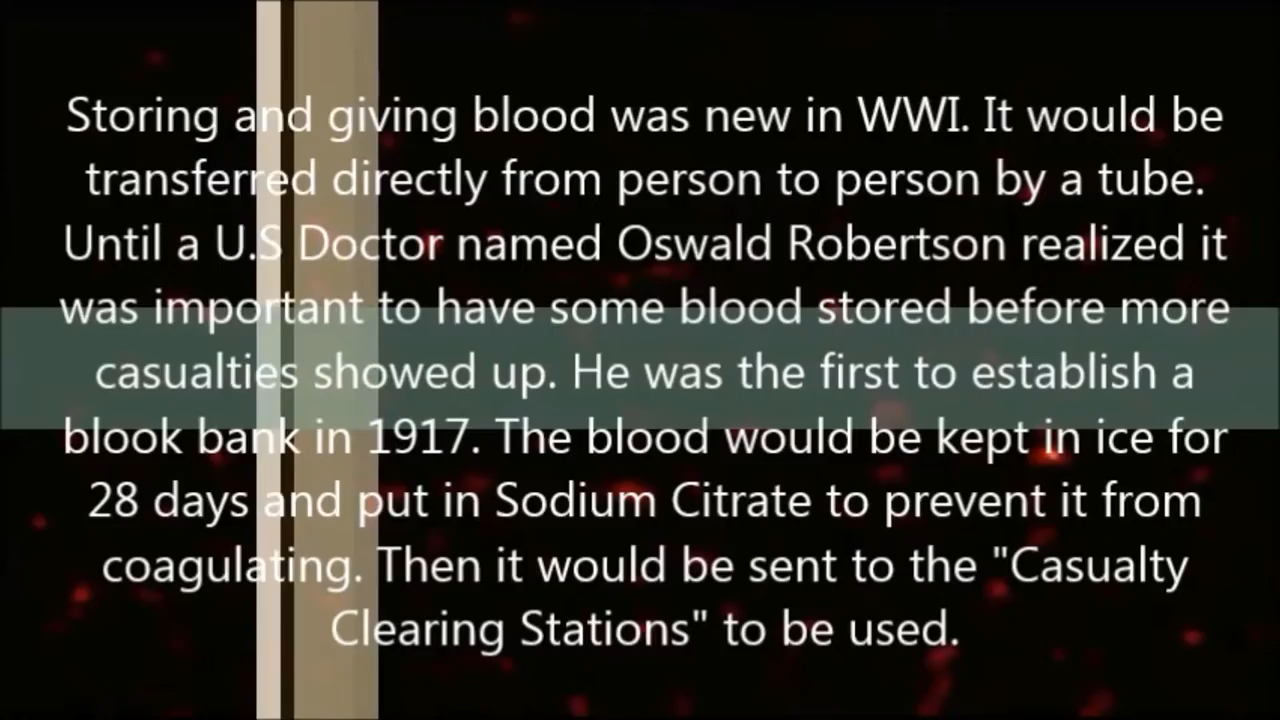 Storing and giving blood was new in WWI. It would be
transferred directly from person to person by a tube.
Until a U.S Doctor named Oswald Robertson realized it
was important to have some blood stored before more
casualties showed up. He was the first to establish a
blook bank in 1917. The blood would be kept in ice for
28 days and put in Sodium Citrate to prevent it from
coagulating. Then it would be sent to the "Casualty
Clearing Stations" to be used.